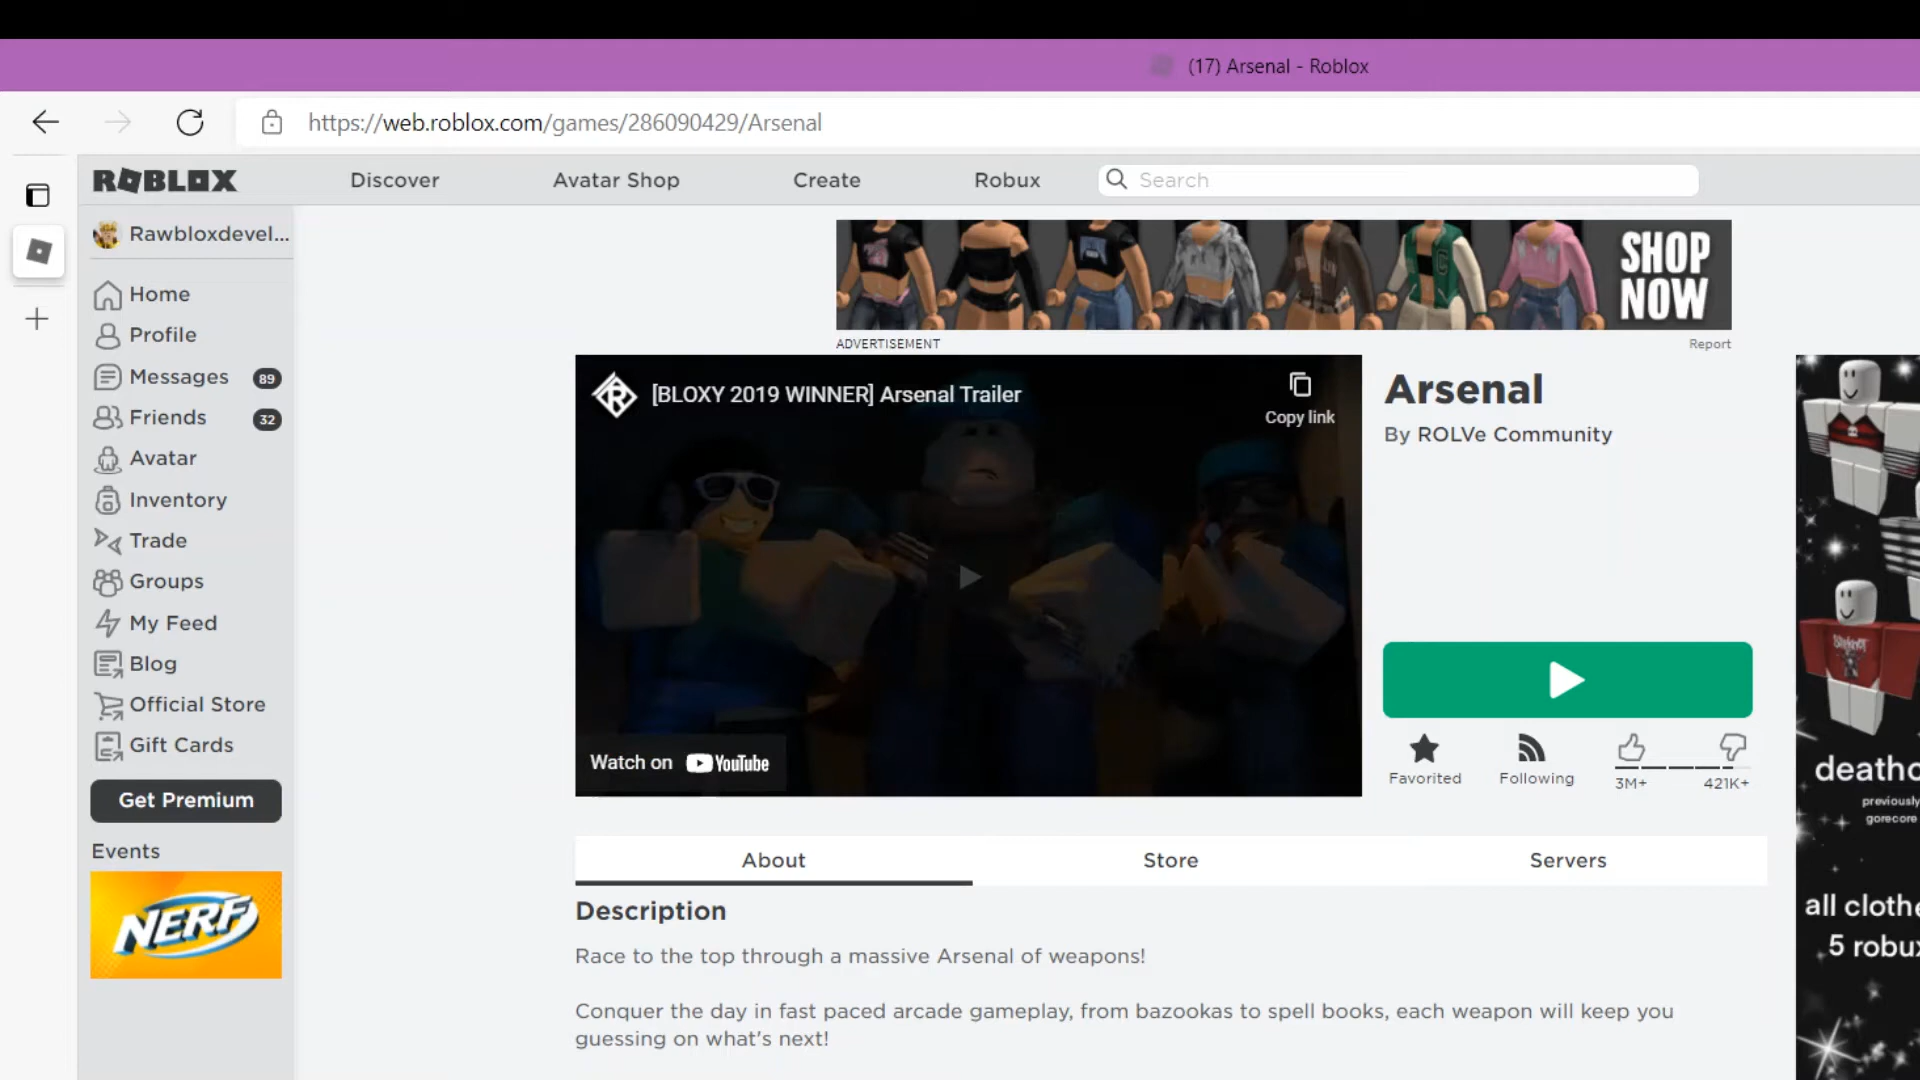 (17) Arsenal - Roblox
https://web.roblox.com/games/286090429/Arsenal
ROBLOX
Discover
Avatar Shop
Create
Robux
Search
Rawbloxdevel...
Home
Profile
Messages 89
Friends 32
Avatar
Inventory
Trade
Groups
My Feed
Blog
Official Store
Gift Cards
Get Premium
Events
NERF
SHOP
NOW
ADVERTISEMENT
Report
[BLOXY 2019 WINNER] Arsenal Trailer
Copy link
Watch on YouTube
Arsenal
By ROLVe Community
Favorited
Following
3M+
421K+
About
Store
Servers
Description
Race to the top through a massive Arsenal of weapons!
Conquer the day in fast paced arcade gameplay, from bazookas to spell books, each weapon will keep you
guessing on what's next!
Slipknot
deathc
previously
gorecore
all clothe
5 robux